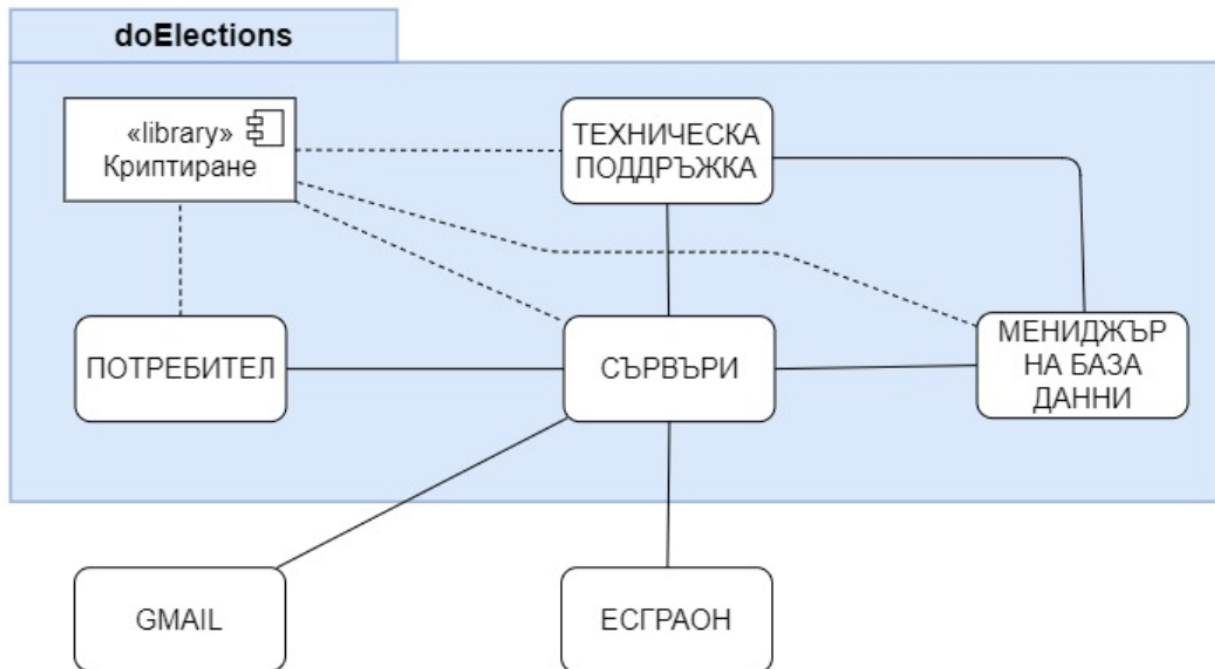 doElections
«library»
Криптиране
ТЕХНИЧЕСКА
ПОДДРЪЖКА
ПОТРЕБИТЕЛ
СЪРВЪРИ
МЕНИДЖЪР
НА БАЗА
ДАННИ
GMAIL
ЕСГРАОН